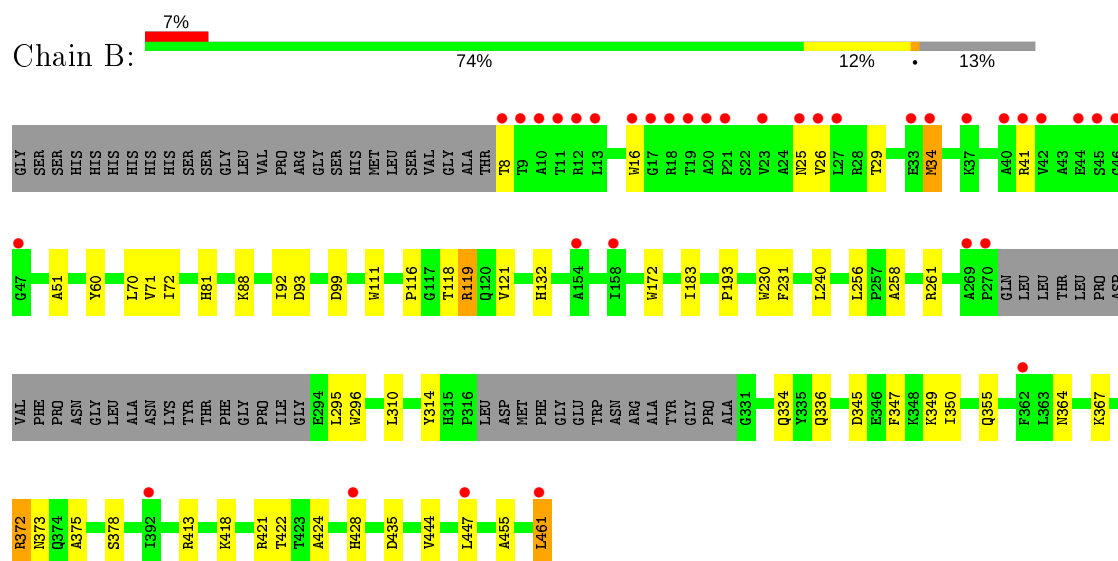 7%
Chain B:
74% 12% • 13%
GLY SER SER HIS HIS HIS HIS HIS HIS SER SER GLY LEU VAL PRO ARG GLY SER HIS MET LEU SER VAL GLY ALA THR T8 T9 A10 T11 R12 L13 W16 G17 R18 T19 A20 P21 S22 V23 A24 N25 V26 L27 R28 T29 E33 M34 K37 A40 R41 V42 A43 E44 S45 G46
G47 A51 Y60 L70 V71 I72 H81 K88 I92 D93 D99 W111 P116 G117 T118 R119 Q120 V121 H132 A154 I158 W172 I183 P193 W230 F231 L240 L256 P257 A258 R261 A269 P270 GLN LEU LEU THR LEU PRO ASP
VAL PHE PRO ASN GLY LEU ALA ASN LYS TYR THR PHE GLY PRO ILE GLY E294 L295 W296 L310 Y314 H315 P316 LEU ASP MET PHE GLY GLU TRP ASN ARG ALA TYR GLY PRO ALA G331 Q334 Y335 Q336 D345 E346 F347 K348 K349 I350 Q355 F362 L363 N364 K367
R372 N373 Q374 A375 S378 I392 R413 K418 R421 T422 T423 A424 H428 D435 V444 L447 A455 L461